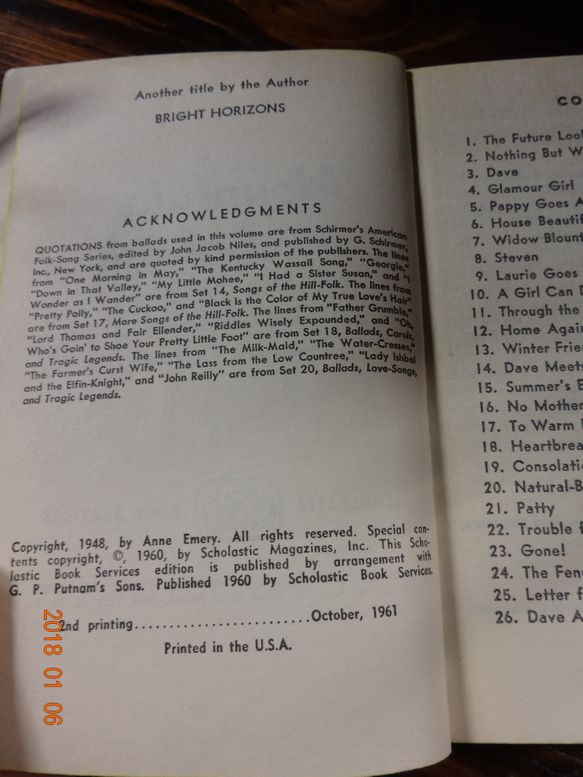 Another title by the Author
BRIGHT HORIZONS
ACKNOWLEDGMENTS
QUOTATIONS from ballads used in this volume are from Schirmer's American
Folk-Song Series, edited by John Jacob Niles, and published by G. Schirmer,
Inc., New York, and are quoted by kind permission of the publishers. The lines
from "One Morning in May," "The Kentucky Wassail Song," "Georgie,"
"Down in That Valley," "My Little Mohee," "I Had a Sister Susan," and "I
Wonder as I Wander" are from Set 14, Songs of the Hill-Folk. The lines from
"Pretty Polly," "The Cuckoo," and "Black Is the Color of My True Love's Hair"
are from Set 17, More Songs of the Hill-Folk. The lines from "Father Grumble,"
"Lord Thomas and Fair Ellender," "Riddles Wisely Expounded," and "Oh,
Who's Goin' to Shoe Your Pretty Little Foot" are from Set 18, Ballads, Carols,
and Tragic Legends. The lines from "The Milk-Maid," "The Water-Cresses,"
"The Farmer's Curst Wife," "The Lass from the Low Countree," "Lady Ishbel
and the Elfin-Knight," and "John Reilly" are from Set 20, Ballads, Love-Songs,
and Tragic Legends.
Copyright, 1948, by Anne Emery. All rights reserved. Special con-
tents copyright, ©, 1960, by Scholastic Magazines, Inc. This Scho-
lastic Book Services edition is published by arrangement with
G. P. Putnam's Sons. Published 1960 by Scholastic Book Services.
2nd printing........................October, 1961
Printed in the U.S.A.
2018 01 06
CO
1. The Future Loo
2. Nothing But W
3. Dave
4. Glamour Girl
5. Pappy Goes A
6. House Beautif
7. Widow Blount
8. Steven
9. Laurie Goes
10. A Girl Can D
11. Through the
12. Home Again
13. Winter Frie
14. Dave Meets
15. Summer's E
16. No Mother
17. To Warm
18. Heartbrea
19. Consolati
20. Natural-B
21. Patty
22. Trouble f
23. Gone!
24. The Fen
25. Letter f
26. Dave A